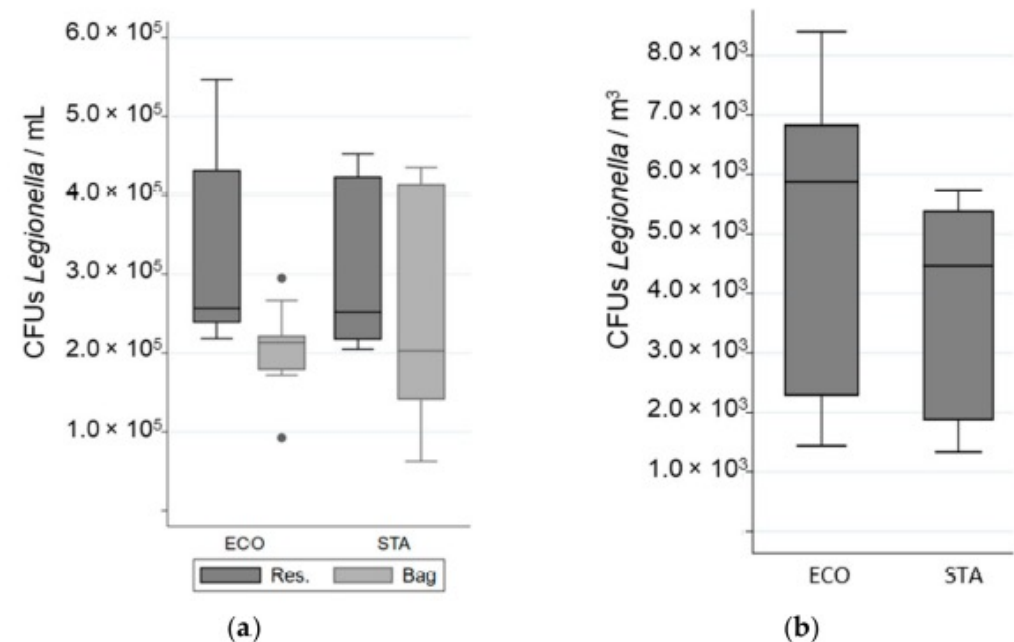 CFUs Legionella / mL
6.0 × 10⁵
5.0 × 10⁵
4.0 × 10⁵
3.0 × 10⁵
2.0 × 10⁵
1.0 × 10⁵
ECO STA
Res. Bag
(a)
CFUs Legionella / m³
8.0 × 10³
7.0 × 10³
6.0 × 10³
5.0 × 10³
4.0 × 10³
3.0 × 10³
2.0 × 10³
1.0 × 10³
ECO STA
(b)